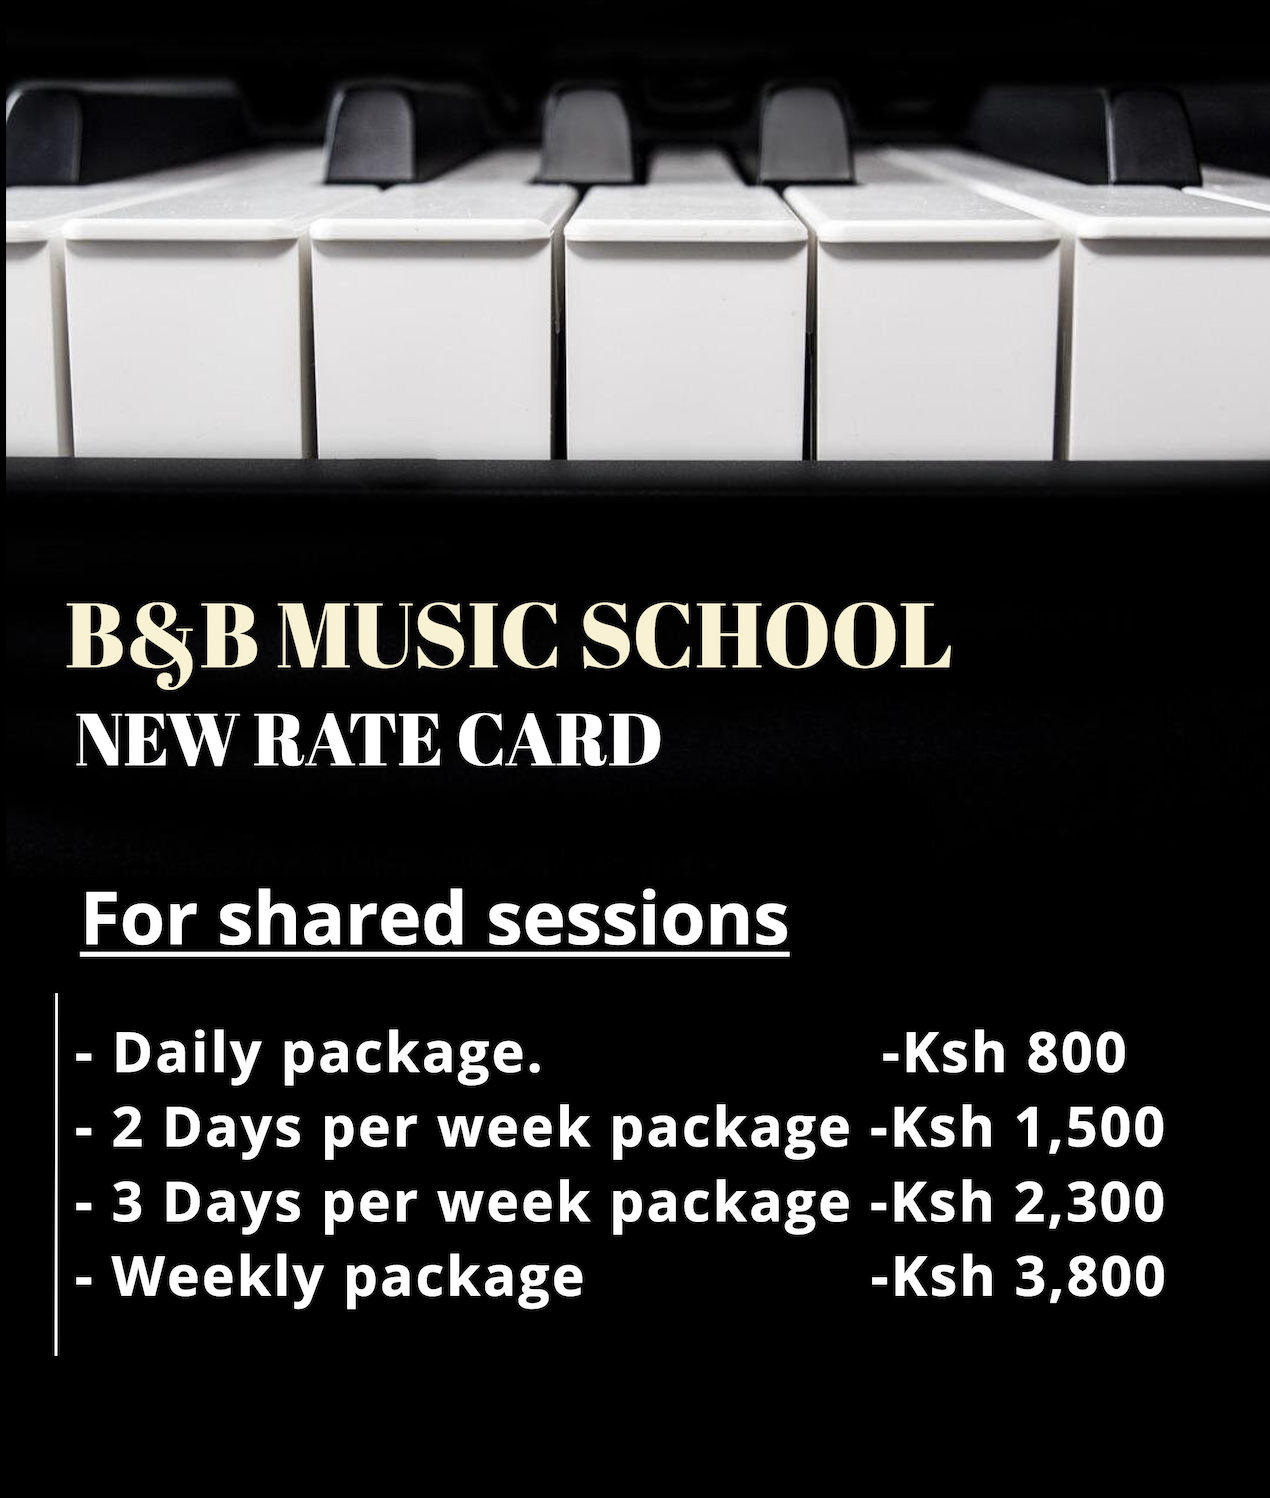 B&B MUSIC SCHOOL
NEW RATE CARD
For shared sessions
- Daily package. -Ksh 800
- 2 Days per week package -Ksh 1,500
- 3 Days per week package -Ksh 2,300
- Weekly package -Ksh 3,800